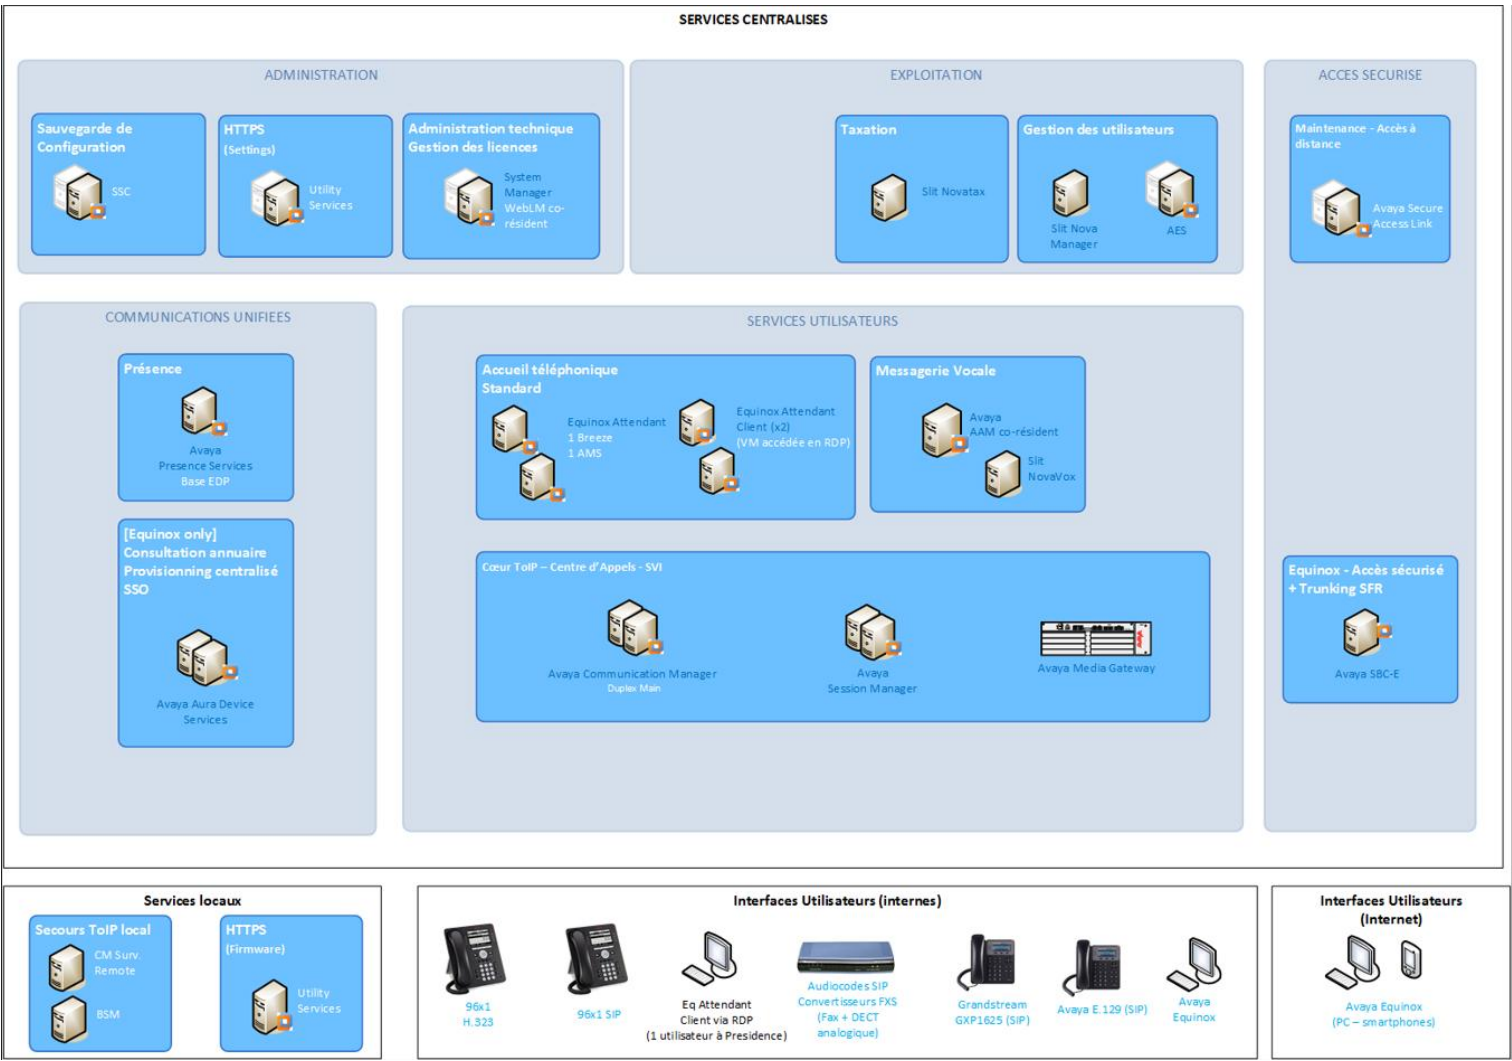 SERVICES CENTRALISES
ADMINISTRATION
Sauvegarde de
Configuration
SSC
HTTPS
(Settings)
Utility
Services
Administration technique
Gestion des licences
System
Manager
WebLM co-
résident
EXPLOITATION
Taxation
Slit Novatax
Gestion des utilisateurs
Slit Nova
Manager
AES
ACCES SECURISE
Maintenance - Accès à
distance
Avaya Secure
Access Link
COMMUNICATIONS UNIFIEES
Présence
Avaya
Presence Services
Base EDP
[Equinox only]
Consultation annuaire
Provisionning centralisé
SSO
Avaya Aura Device
Services
SERVICES UTILISATEURS
Accueil téléphonique
Standard
Equinox Attendant
1 Breeze
1 AMS
Equinox Attendant
Client (x2)
(VM accédée en RDP)
Messagerie Vocale
Avaya
AAM co-résident
Slit
NovaVox
Cœur ToIP – Centre d'Appels - SVI
Avaya Communication Manager
Duplex Main
Avaya
Session Manager
Avaya Media Gateway
Equinox - Accès sécurisé
+ Trunking SFR
Avaya SBC-E
Services locaux
Secours ToIP local
CM Surv.
Remote
BSM
HTTPS
(Firmware)
Utility
Services
Interfaces Utilisateurs (internes)
96x1
H.323
96x1 SIP
Eq Attendant
Client via RDP
(1 utilisateur à Presidence)
Audiocodes SIP
Convertisseurs FXS
(Fax + DECT
analogique)
Grandstream
GXP1625 (SIP)
Avaya E.129 (SIP)
Avaya
Equinox
Interfaces Utilisateurs
(Internet)
Avaya Equinox
(PC – smartphones)